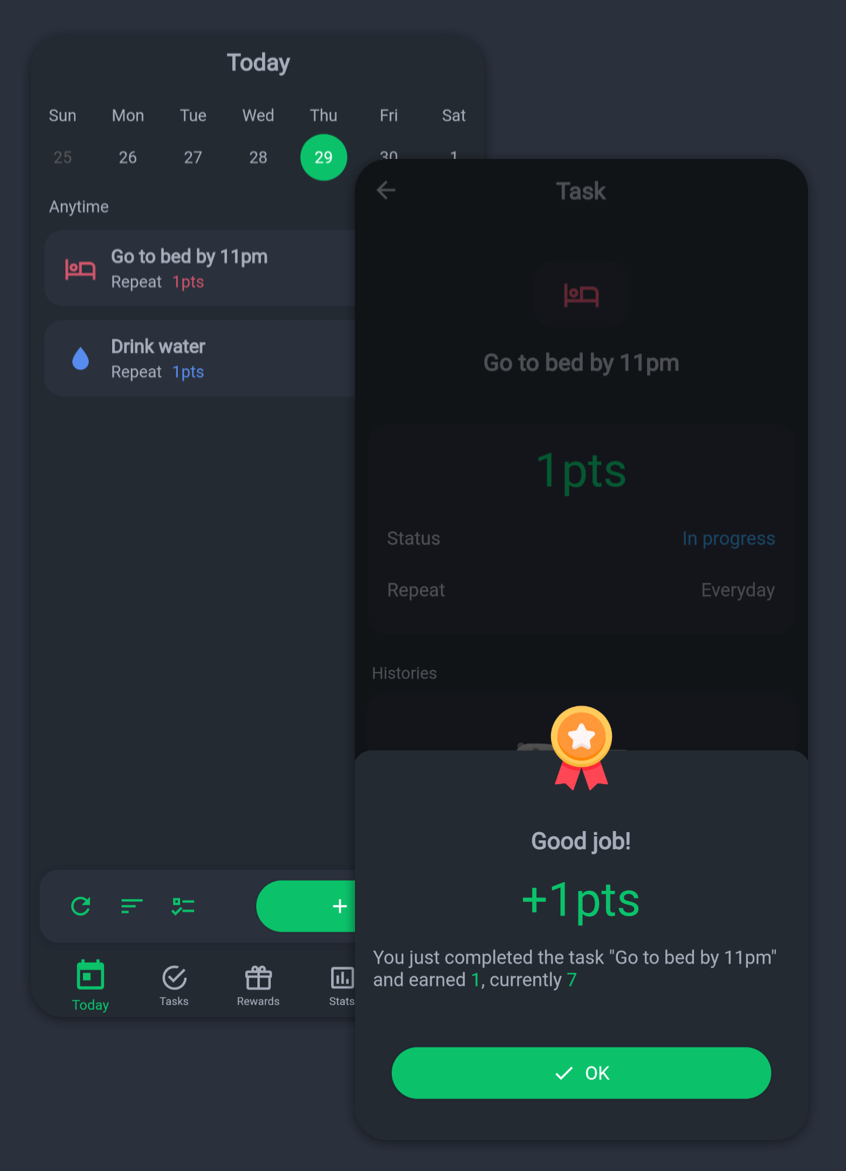 Today
Sun Mon Tue Wed Thu Fri Sat
25 26 27 28 29 30 1
Anytime
Go to bed by 11pm
Repeat 1pts
Drink water
Repeat 1pts
+
Today Tasks Rewards Stats
Task
Go to bed by 11pm
1pts
Status In progress
Repeat Everyday
Histories
Good job!
+1pts
You just completed the task "Go to bed by 11pm"
and earned 1, currently 7
OK